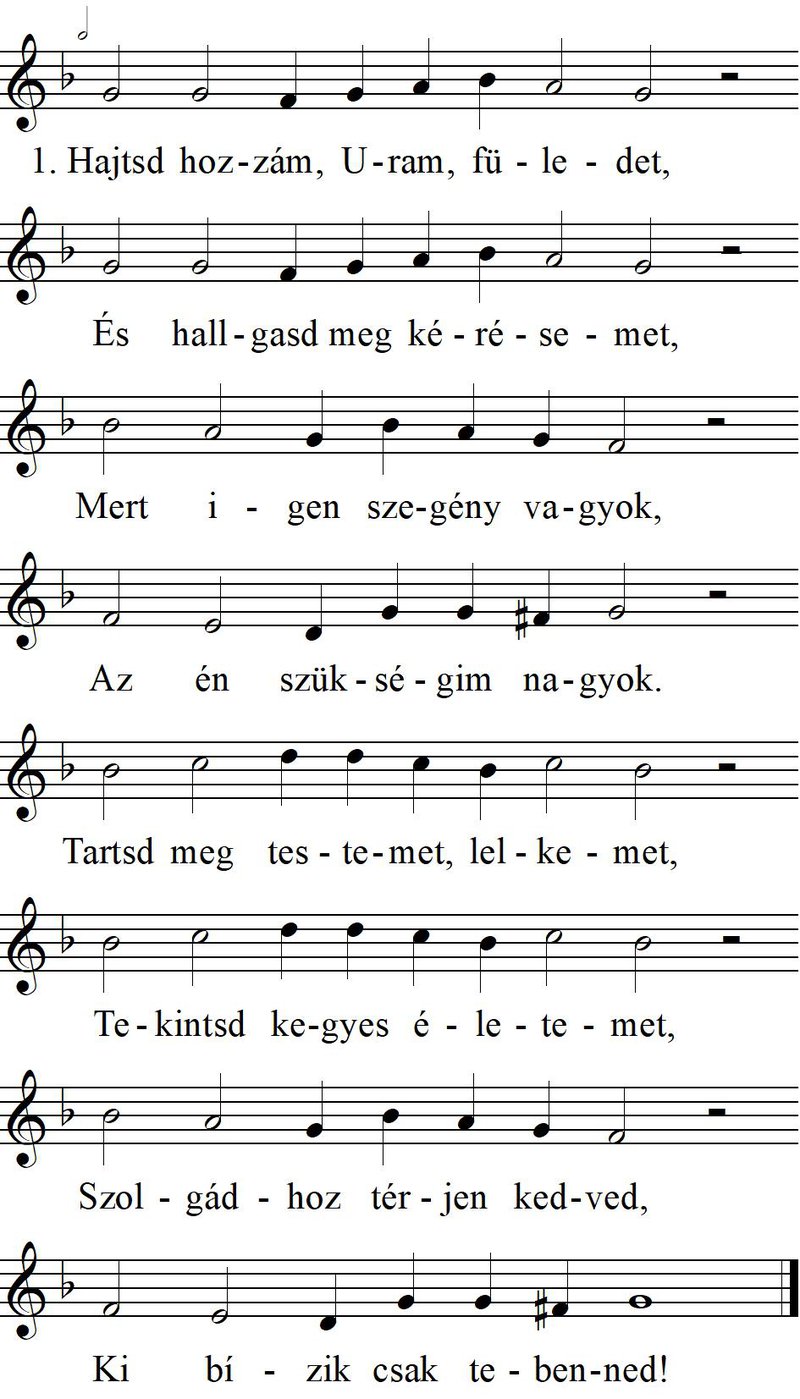 1. Hajtsd hoz-zám, U-ram, fü - le - det,
És hall-gasd meg ké - ré - se - met,
Mert i - gen sze-gény va-gyok,
Az én szük-sé-gim na-gyok.
Tartsd meg tes - te-met, lel - ke - met,
Te-kintsd ke-gyes é - le - te - met,
Szol - gád - hoz tér-jen ked-ved,
Ki bí - zik csak te-ben-ned!